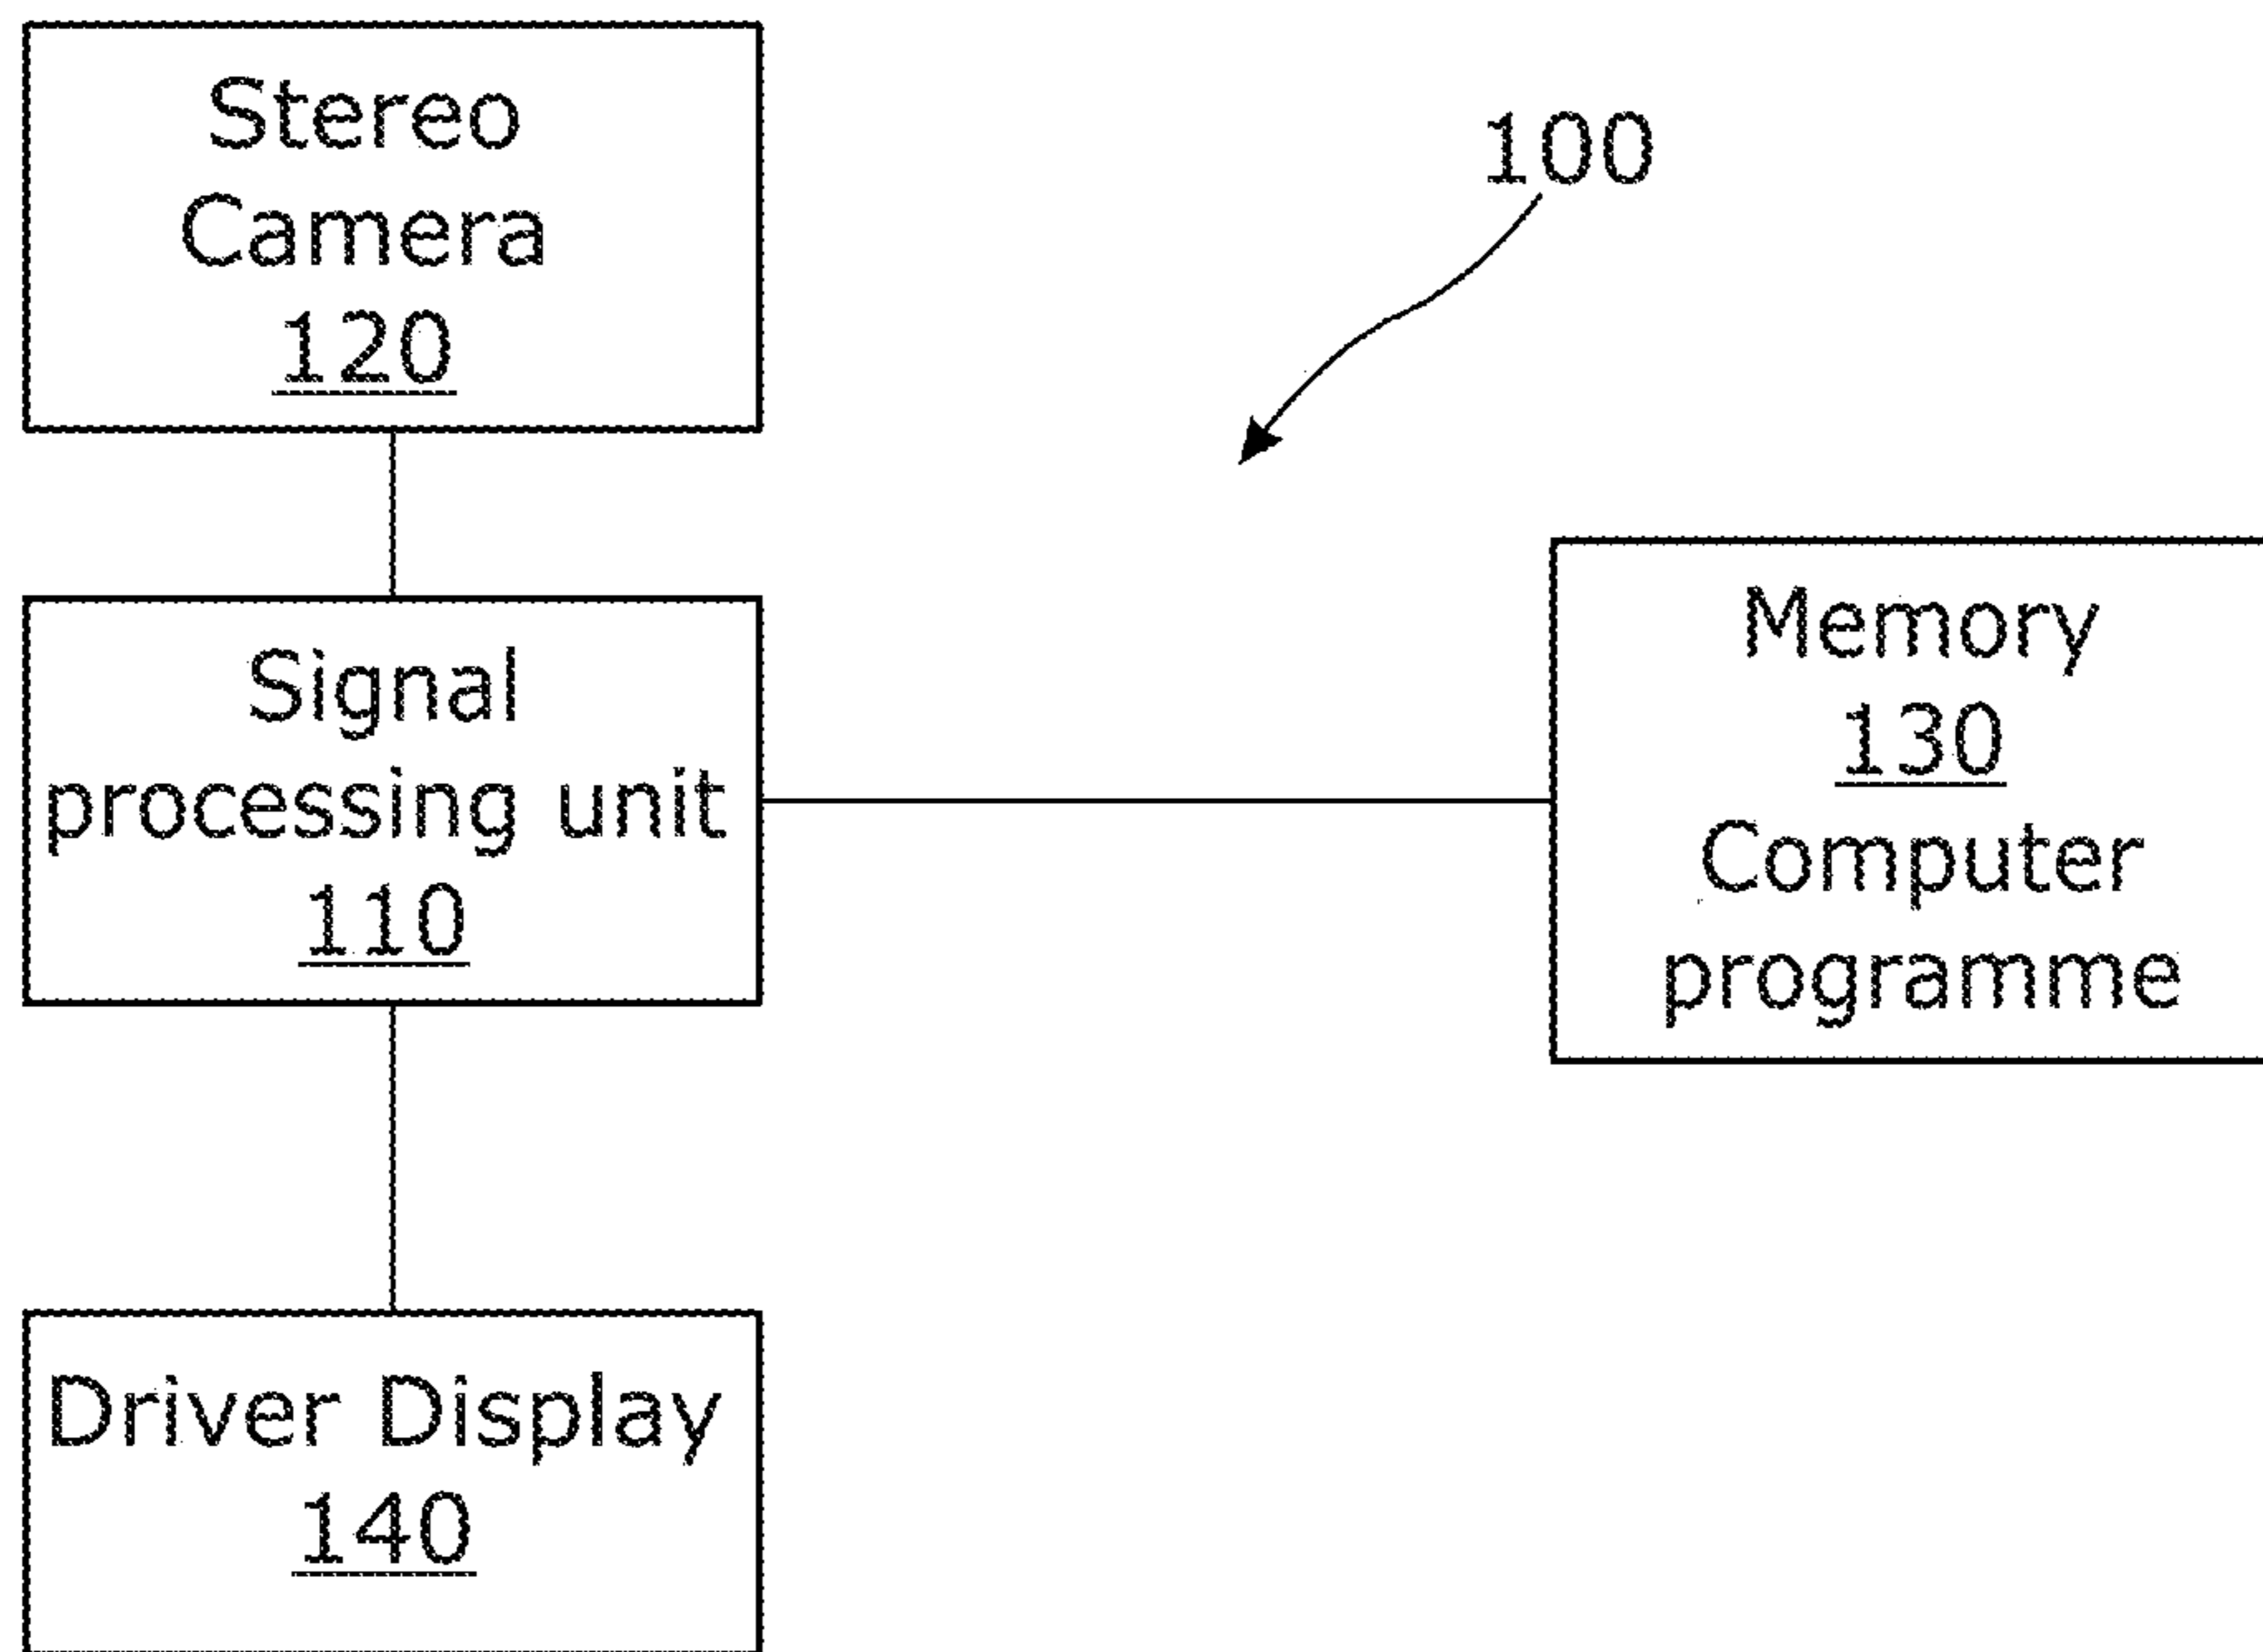 Stereo
Camera
120
100
Signal
processing unit
110
Memory
130
Computer
programme
Driver Display
140